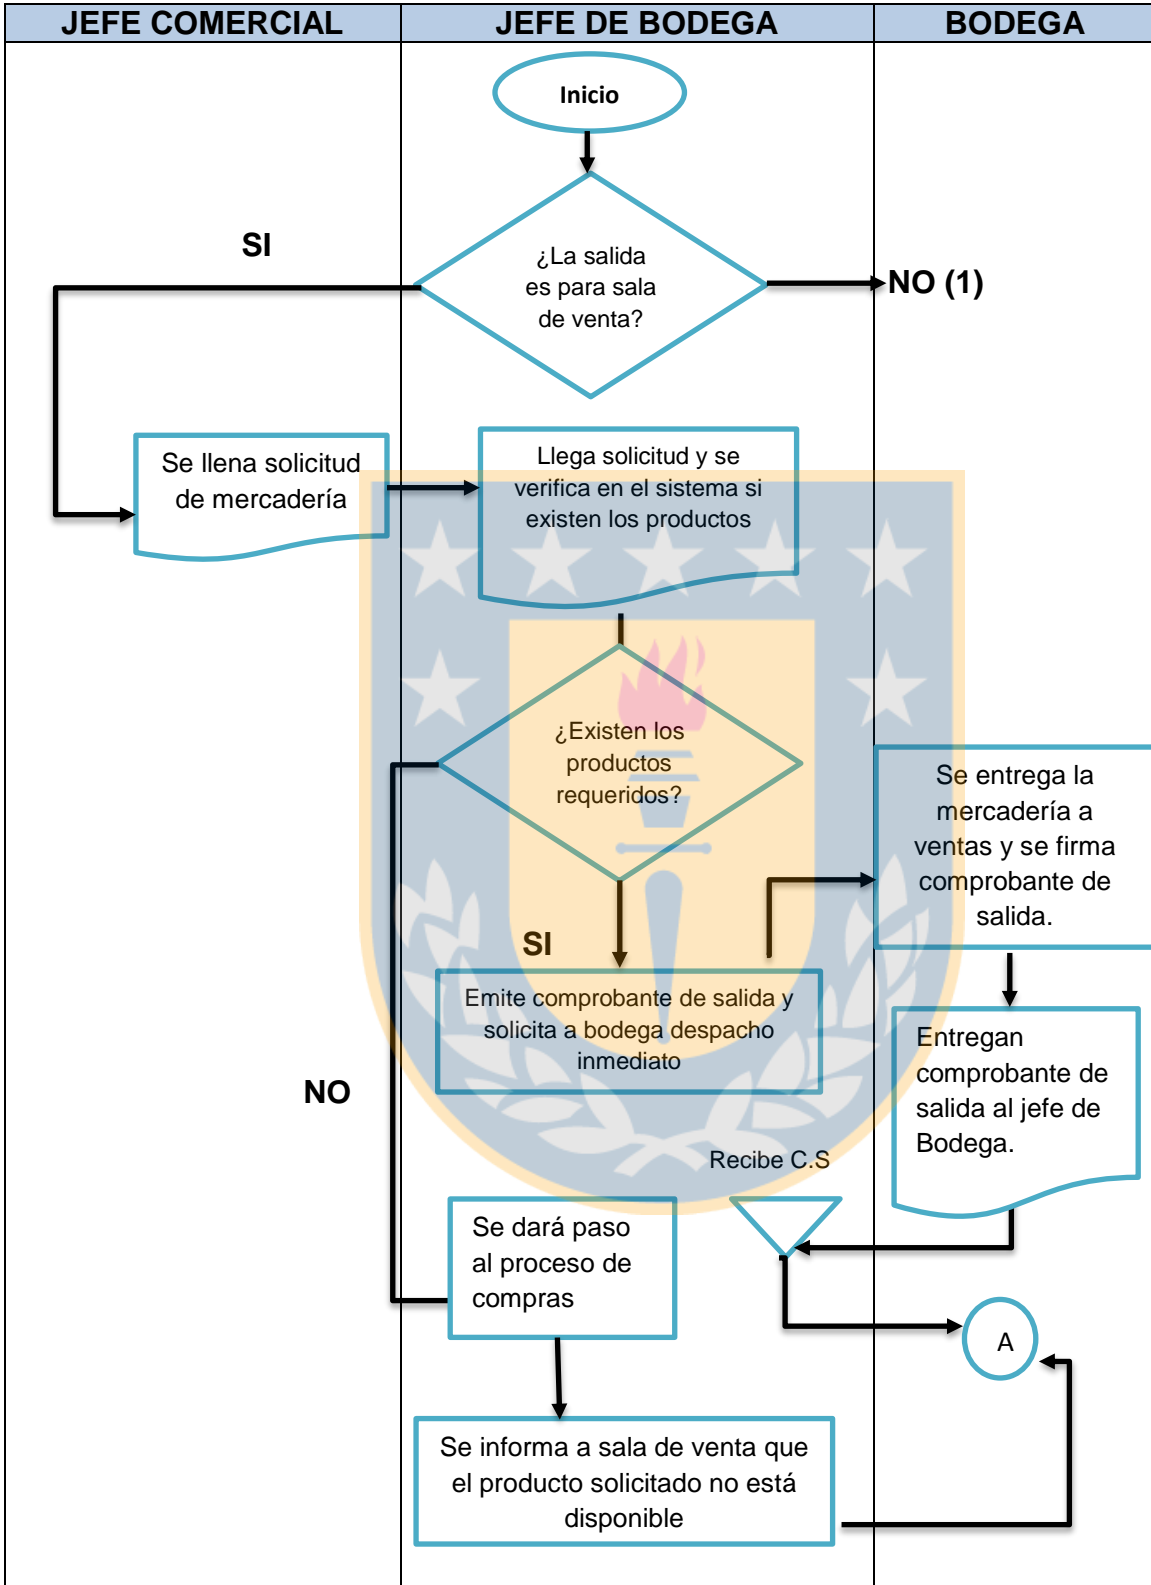 JEFE COMERCIAL
JEFE DE BODEGA
BODEGA
Inicio
¿La salida
es para sala
de venta?
SI
NO (1)
Se llena solicitud
de mercadería
Llega solicitud y se
verifica en el sistema si
existen los productos
¿Existen los
productos
requeridos?
Se entrega la
mercadería a
ventas y se firma
comprobante de
salida.
SI
Emite comprobante de salida y
solicita a bodega despacho
inmediato
NO
Entregan
comprobante de
salida al jefe de
Bodega.
Recibe C.S
Se dará paso
al proceso de
compras
A
Se informa a sala de venta que
el producto solicitado no está
disponible